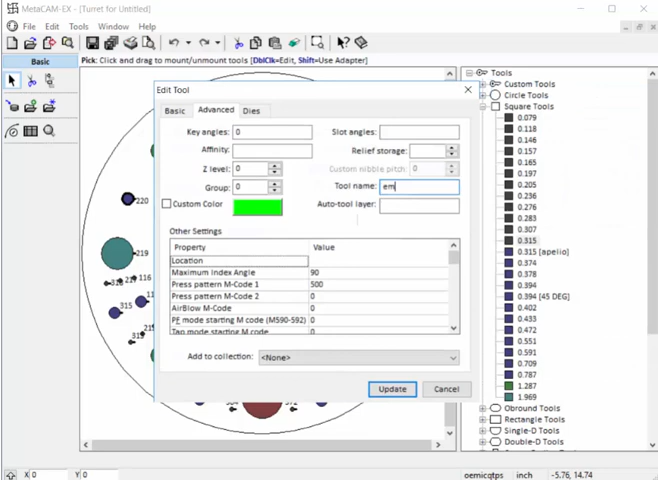 MetaCAM-EX - [Turret for Untitled]
File Edit Tools Window Help
Basic
Pick: Click and drag to mount/unmount tools [DblClk=Edit, Shift=Use Adapter]
Edit Tool
Basic Advanced Dies
Key angles: 0 Slot angles:
Affinity: Relief storage:
Z level: 0 Custom nibble pitch: 0
Group: 0 Tool name: em
Custom Color Auto-tool layer:
Other Settings
Property Value
Location
Maximum Index Angle 90
Press pattern M-Code 1 500
Press pattern M-Code 2 0
AirBlow M-Code 0
PF mode starting M code (M590-592) 0
Tap mode starting M code 0
Add to collection: <None>
Update Cancel
220
219
116
315
Tools
Custom Tools
Circle Tools
Square Tools
0.079
0.118
0.146
0.157
0.165
0.197
0.205
0.236
0.276
0.283
0.307
0.315
0.315 [apelio]
0.374
0.378
0.394
0.394 [45 DEG]
0.402
0.433
0.472
0.551
0.591
0.709
0.787
1.287
1.969
Obround Tools
Rectangle Tools
Single-D Tools
Double-D Tools
X 0 Y 0 oemicqtps inch -5.76, 14.74